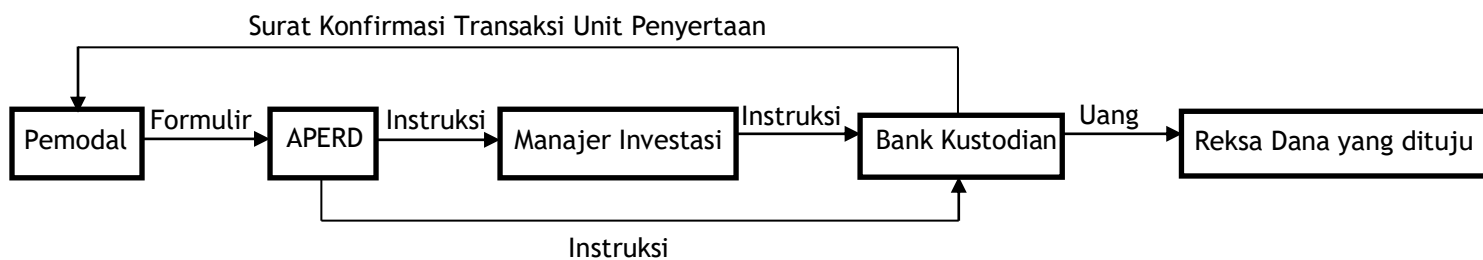 Surat Konfirmasi Transaksi Unit Penyertaan
Pemodal
Formulir
APERD
Instruksi
Manajer Investasi
Instruksi
Bank Kustodian
Uang
Reksa Dana yang dituju
Instruksi